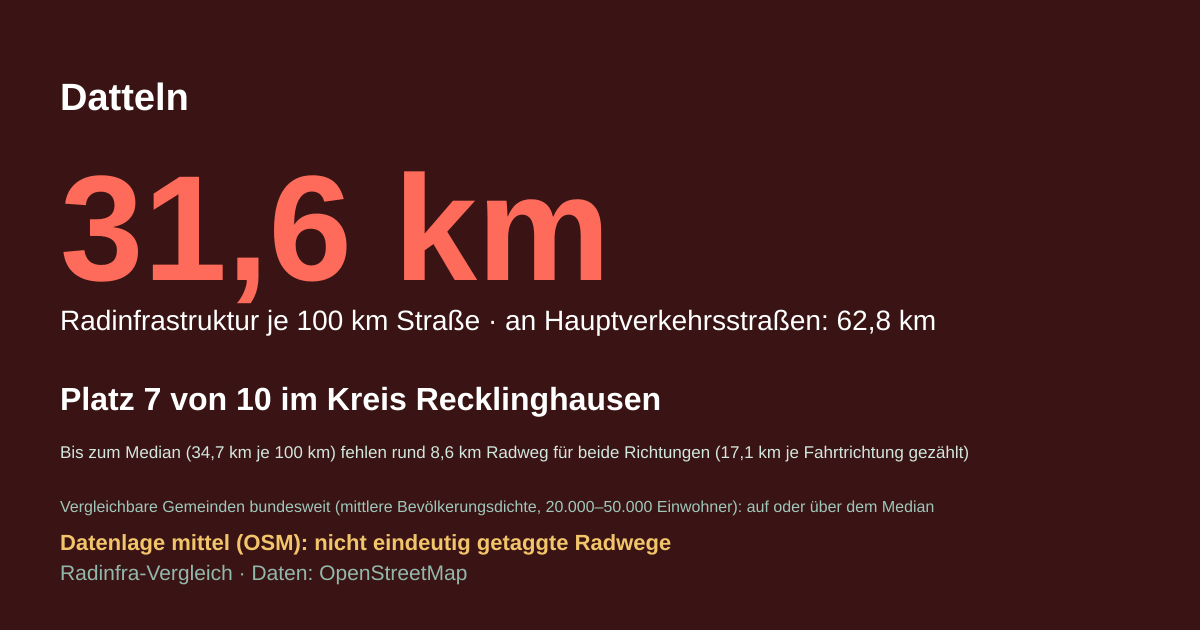 Datteln
31,6 km
Radinfrastruktur je 100 km Straße · an Hauptverkehrsstraßen: 62,8 km
Platz 7 von 10 im Kreis Recklinghausen
Bis zum Median (34,7 km je 100 km) fehlen rund 8,6 km Radweg für beide Richtungen (17,1 km je Fahrtrichtung gezählt)
Vergleichbare Gemeinden bundesweit (mittlere Bevölkerungsdichte, 20.000–50.000 Einwohner): auf oder über dem Median
Datenlage mittel (OSM): nicht eindeutig getaggte Radwege
Radinfra-Vergleich · Daten: OpenStreetMap